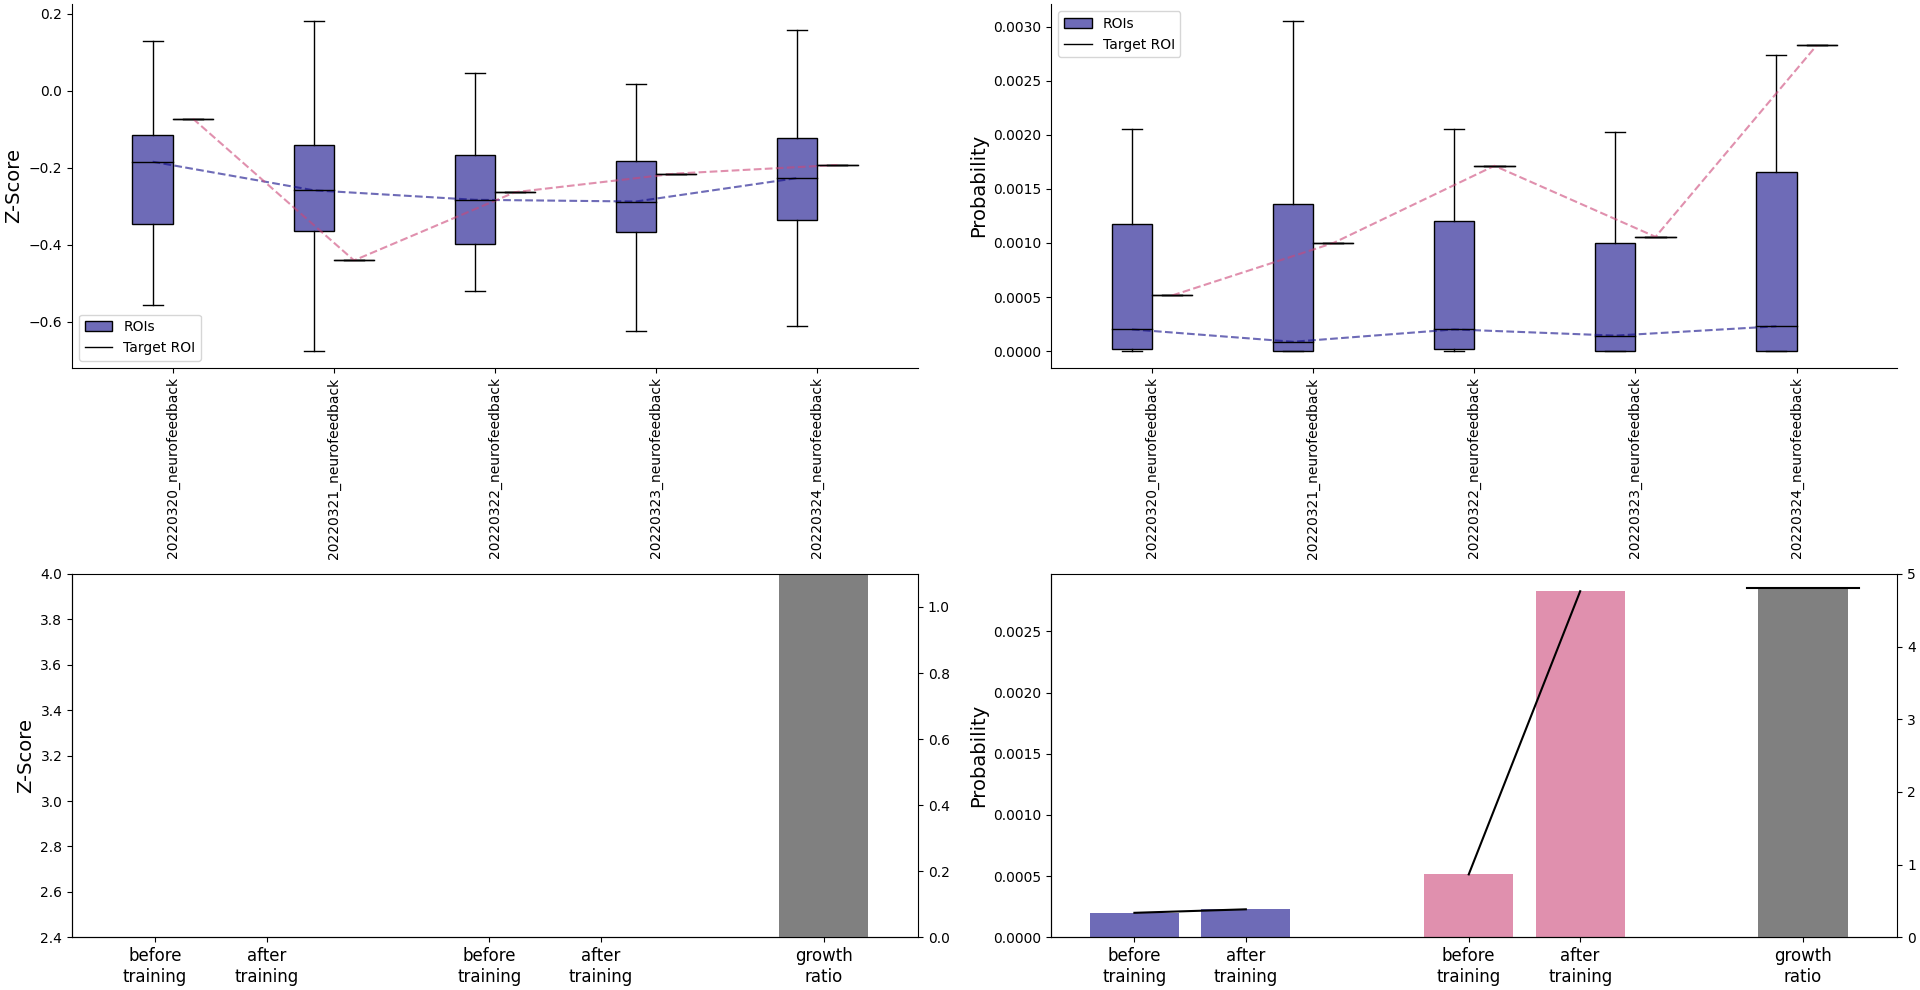 0.2
0.0
−0.2
−0.4
−0.6
Z-Score
ROIs
Target ROI
20220320_neurofeedback
20220321_neurofeedback
20220322_neurofeedback
20220323_neurofeedback
20220324_neurofeedback
0.0030
0.0025
0.0020
0.0015
0.0010
0.0005
0.0000
Probability
ROIs
Target ROI
20220320_neurofeedback
20220321_neurofeedback
20220322_neurofeedback
20220323_neurofeedback
20220324_neurofeedback
4.0
3.8
3.6
3.4
3.2
3.0
2.8
2.6
2.4
Z-Score
1.0
0.8
0.6
0.4
0.2
0.0
before
training
after
training
before
training
after
training
growth
ratio
0.0025
0.0020
0.0015
0.0010
0.0005
0.0000
Probability
5
4
3
2
1
0
before
training
after
training
before
training
after
training
growth
ratio